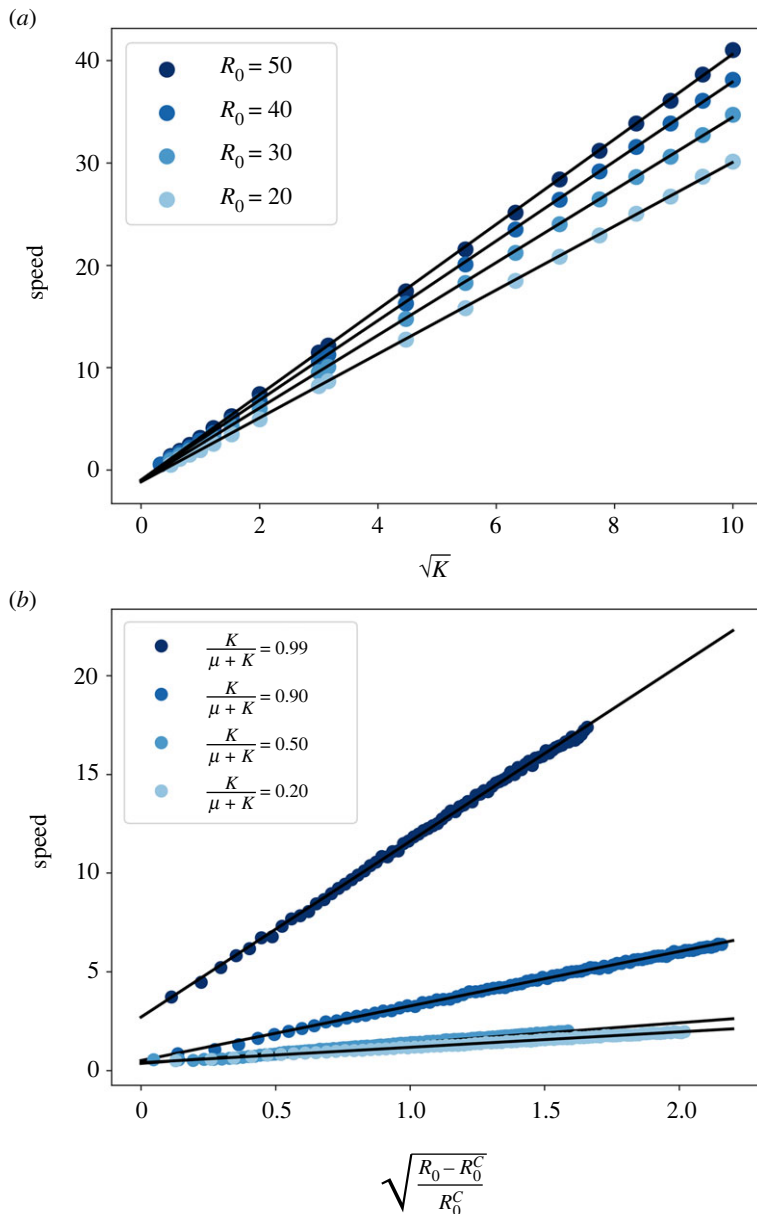 (a)
40
30
20
10
0
speed
R₀ = 50
R₀ = 40
R₀ = 30
R₀ = 20
0 2 4 6 8 10
√K
(b)
20
15
10
5
0
speed
K/(μ + K) = 0.99
K/(μ + K) = 0.90
K/(μ + K) = 0.50
K/(μ + K) = 0.20
0 0.5 1.0 1.5 2.0
√((R₀ – R₀ᶜ)/R₀ᶜ)